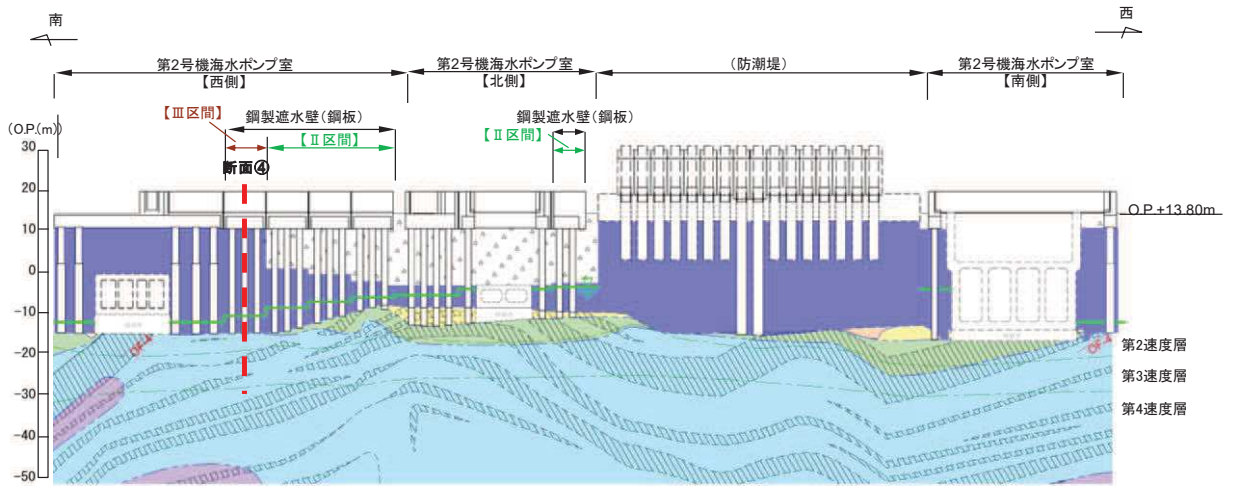 南
西
第2号機海水ポンプ室
【西側】
第2号機海水ポンプ室
【北側】
(防潮堤)
第2号機海水ポンプ室
【南側】
【Ⅲ区間】
鋼製遮水壁(鋼板)
【Ⅱ区間】
鋼製遮水壁(鋼板)
【Ⅱ区間】
断面④
(O.P.(m))
30
20
10
0
-10
-20
-30
-40
-50
O.P.+13.80m
第2速度層
第3速度層
第4速度層
OF-4